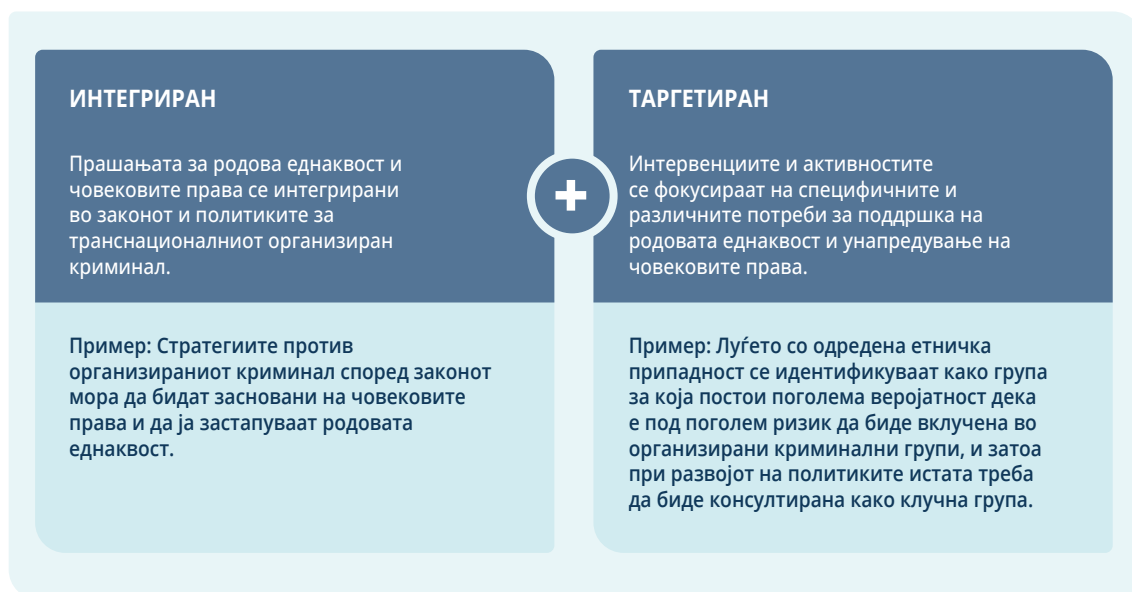 ИНТЕГРИРАН
Прашањата за родова еднаквост и
човековите права се интегрирани
во законот и политиките за
транснационалниот организиран
криминал.
Пример: Стратегиите против
организираниот криминал според законот
мора да бидат засновани на човековите
права и да ја застапуваат родовата
еднаквост.
ТАРГЕТИРАН
Интервенциите и активностите
се фокусираат на специфичните и
различните потреби за поддршка на
родовата еднаквост и унапредување на
човековите права.
Пример: Луѓето со одредена етничка
припадност се идентификуваат како група
за која постои поголема веројатност дека
е под поголем ризик да биде вклучена во
организирани криминални групи, и затоа
при развојот на политиките истата треба
да биде консултирана како клучна група.